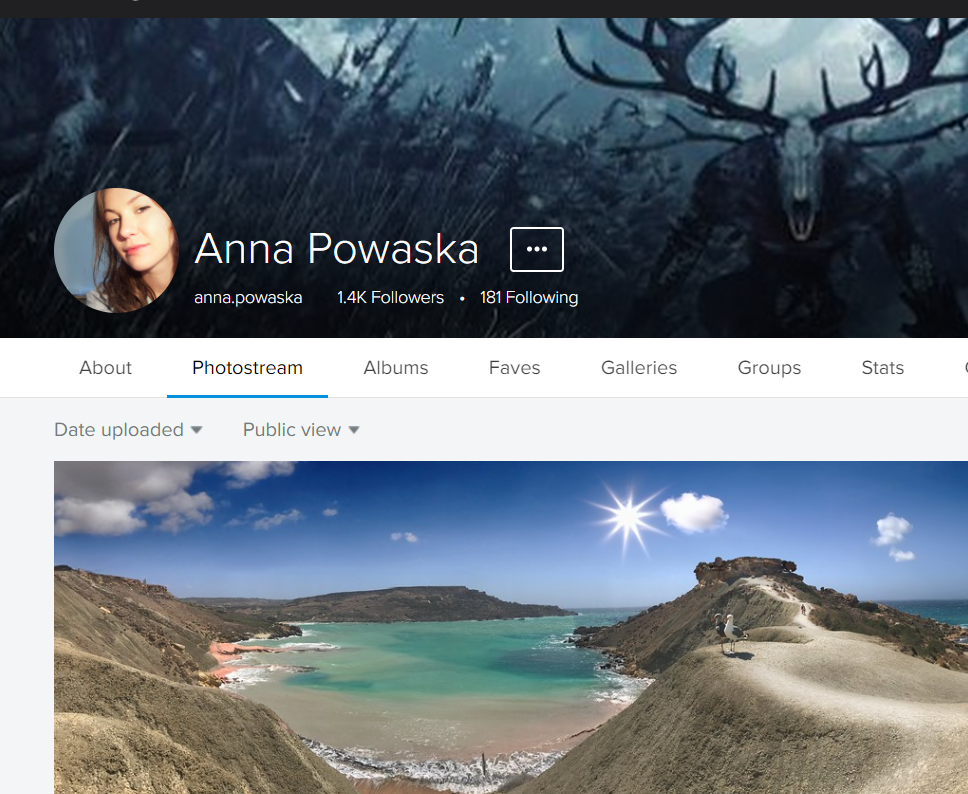 Anna Powaska
anna.powaska 1.4K Followers • 181 Following
About Photostream Albums Faves Galleries Groups Stats
Date uploaded Public view